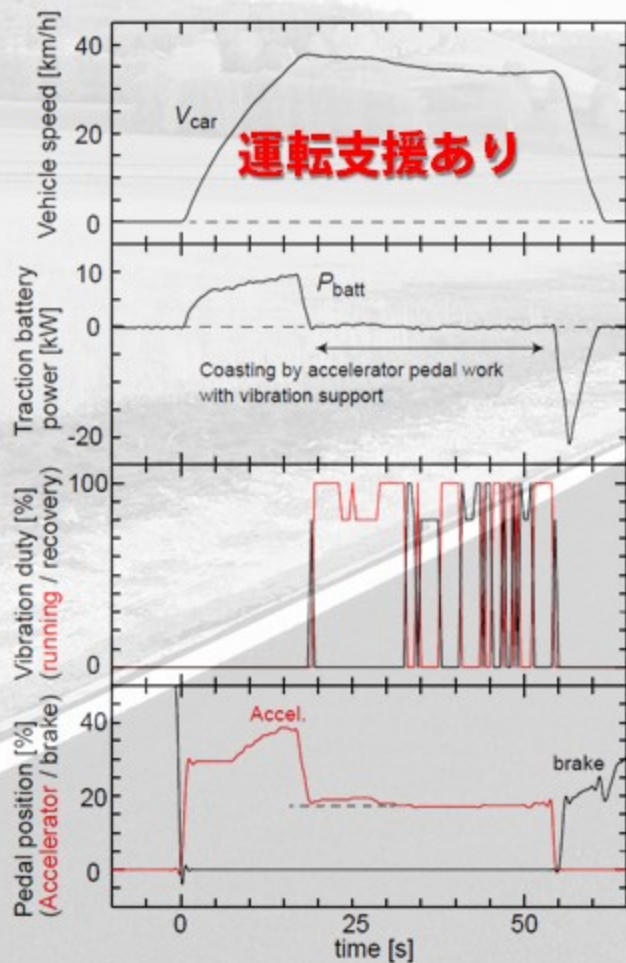 Vehicle speed [km/h]
40
20
0
Vcar
運転支援あり
Traction battery
power [kW]
10
0
-20
Pbatt
Coasting by accelerator pedal work
with vibration support
Vibration duty [%]
(running / recovery)
100
0
Pedal position [%]
(Accelerator / brake)
40
20
0
Accel.
brake
0
25
50
time [s]